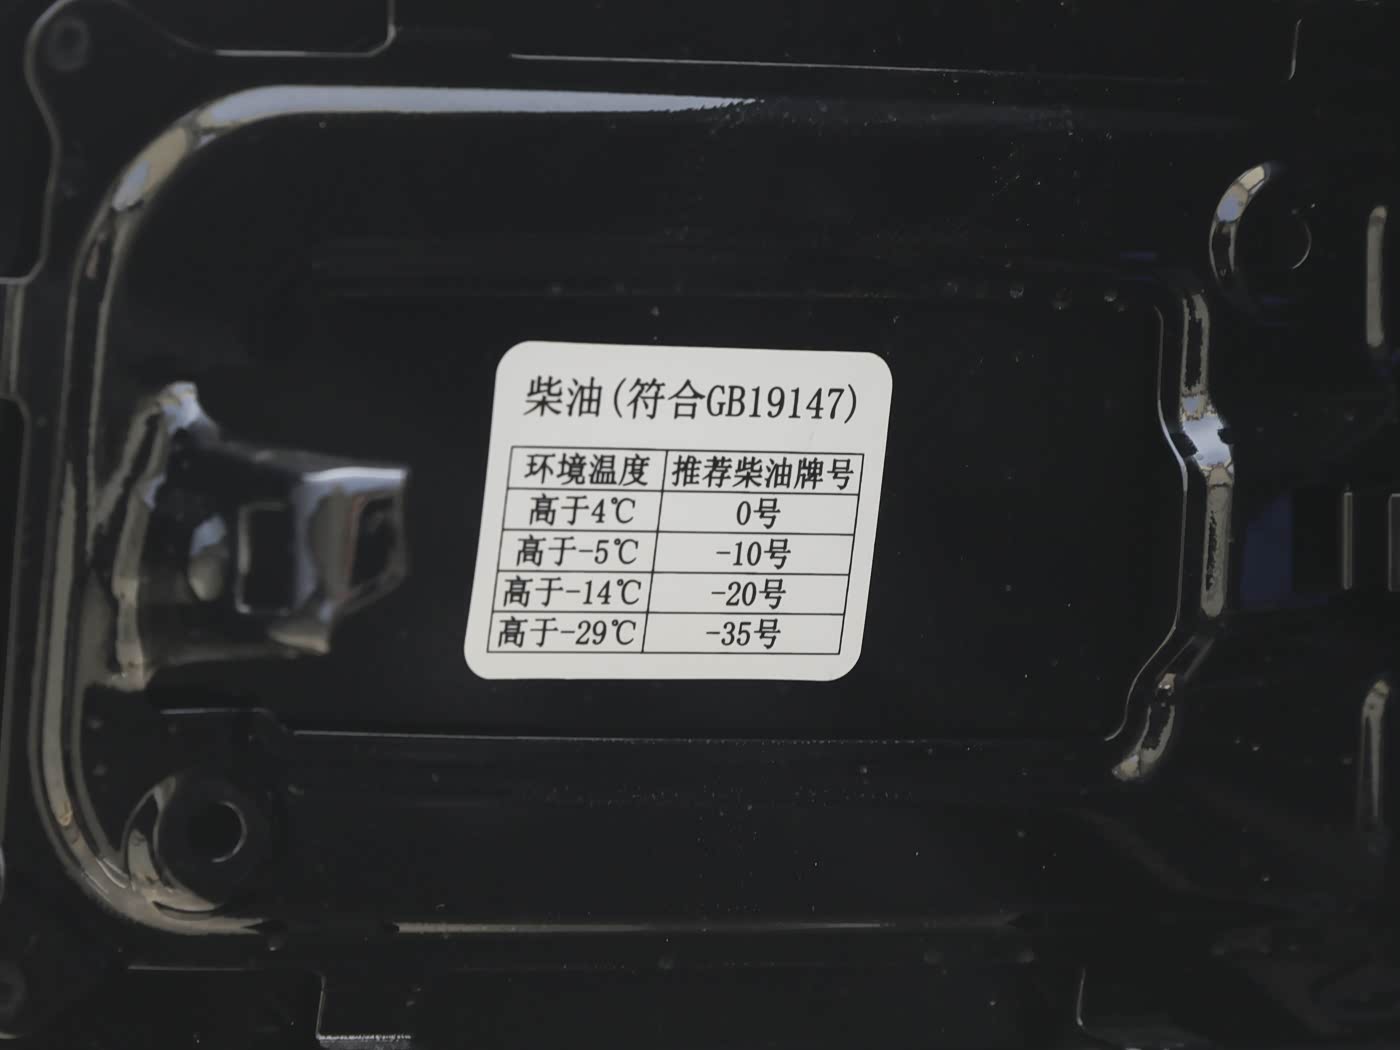 柴油(符合GB19147)
环境温度 推荐柴油牌号
高于4℃ 0号
高于-5℃ -10号
高于-14℃ -20号
高于-29℃ -35号